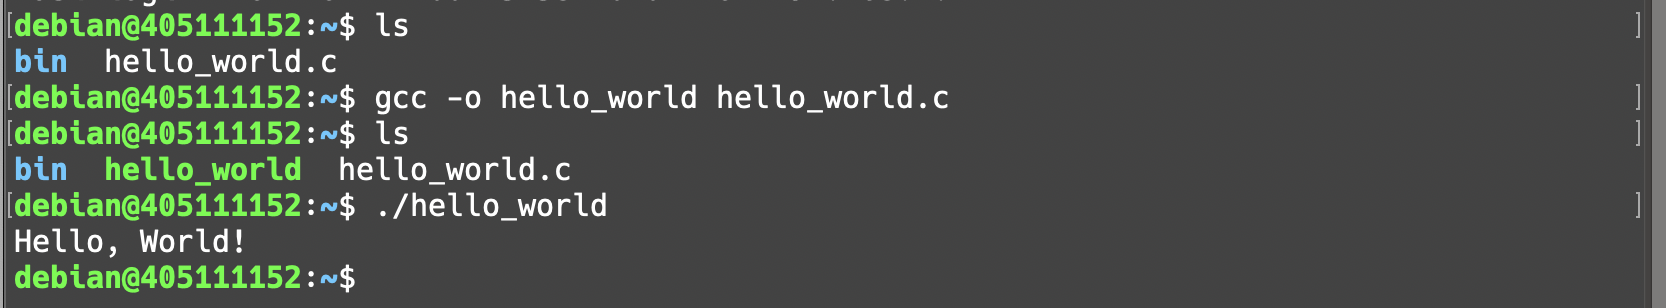 [debian@405111152:~$ ls ]
bin  hello_world.c
[debian@405111152:~$ gcc -o hello_world hello_world.c ]
[debian@405111152:~$ ls ]
bin  hello_world  hello_world.c
[debian@405111152:~$ ./hello_world ]
Hello, World!
debian@405111152:~$